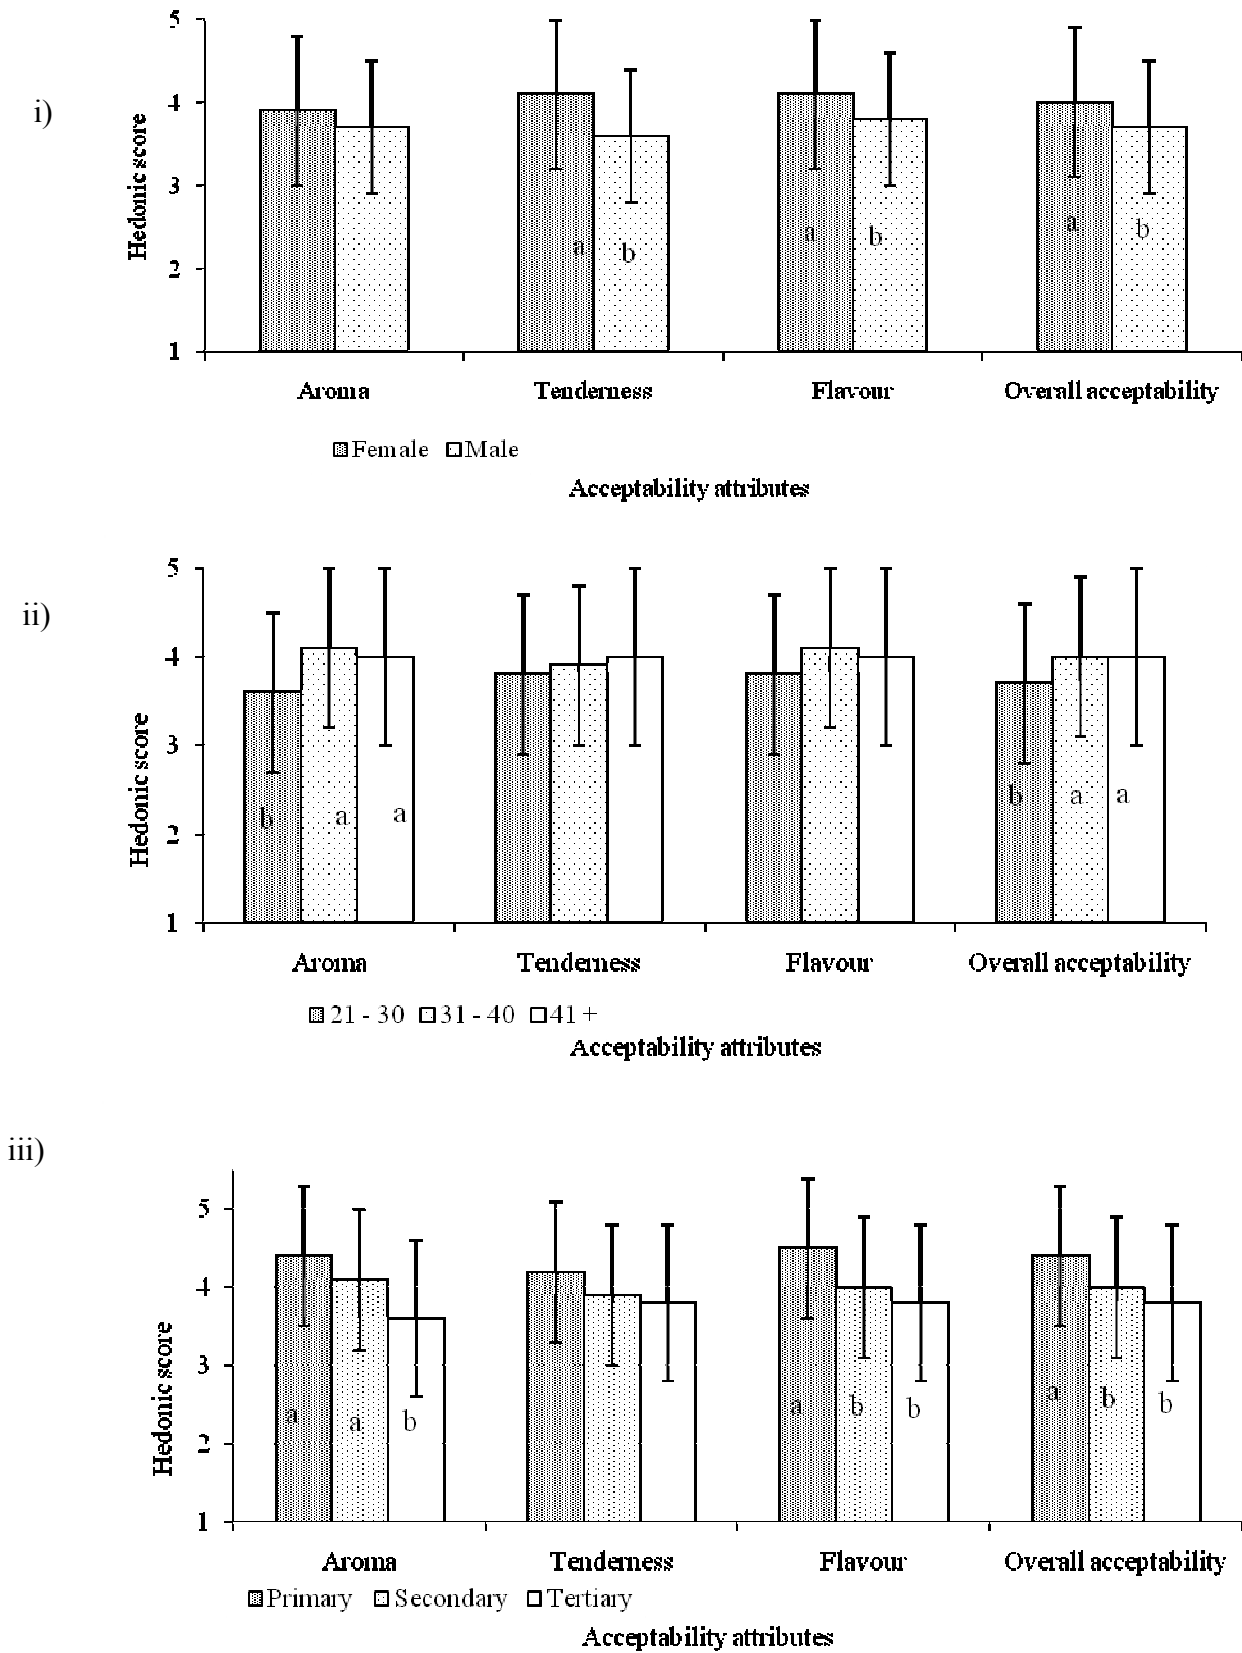 i)
Hedonic score
5
4
3
2
1
a b a b a b
Aroma Tenderness Flavour Overall acceptability
Female Male
Acceptability attributes
ii)
Hedonic score
5
4
3
2
1
b a a b a a
Aroma Tenderness Flavour Overall acceptability
21 - 30 31 - 40 41 +
Acceptability attributes
iii)
Hedonic score
5
4
3
2
1
a a b a b b a b b
Aroma Tenderness Flavour Overall acceptability
Primary Secondary Tertiary
Acceptability attributes